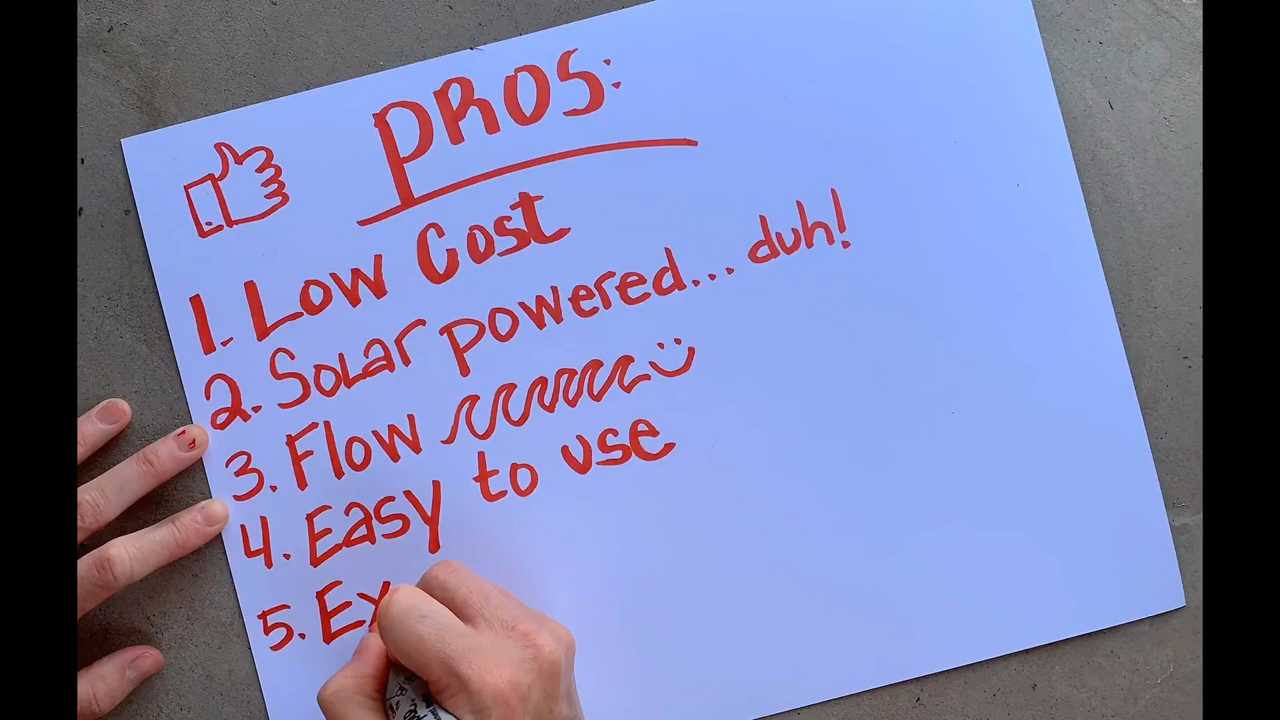 PROS:
1. Low Cost
2. Solar powered... duh!
3. Flow
4. Easy to use
5. Ex